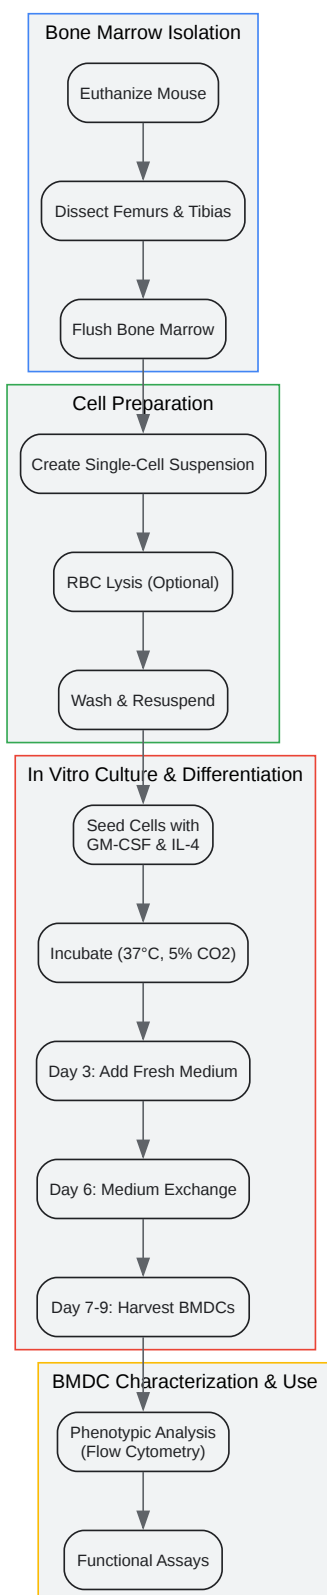 Bone Marrow Isolation
Euthanize Mouse
Dissect Femurs & Tibias
Flush Bone Marrow
Cell Preparation
Create Single-Cell Suspension
RBC Lysis (Optional)
Wash & Resuspend
In Vitro Culture & Differentiation
Seed Cells with
GM-CSF & IL-4
Incubate (37°C, 5% CO2)
Day 3: Add Fresh Medium
Day 6: Medium Exchange
Day 7-9: Harvest BMDCs
BMDC Characterization & Use
Phenotypic Analysis
(Flow Cytometry)
Functional Assays